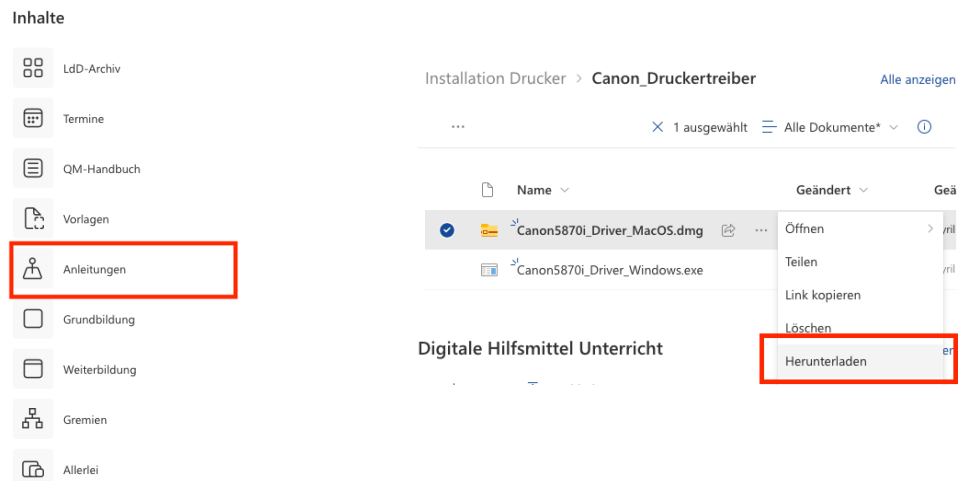 Inhalte
LdD-Archiv
Termine
QM-Handbuch
Vorlagen
Anleitungen
Grundbildung
Weiterbildung
Gremien
Allerlei
Installation Drucker > Canon_Druckertreiber
Alle anzeigen
1 ausgewählt
Alle Dokumente*
Name
Geändert
Canon5870i_Driver_MacOS.dmg
Canon5870i_Driver_Windows.exe
Öffnen
Teilen
Link kopieren
Löschen
Herunterladen
Digitale Hilfsmittel Unterricht